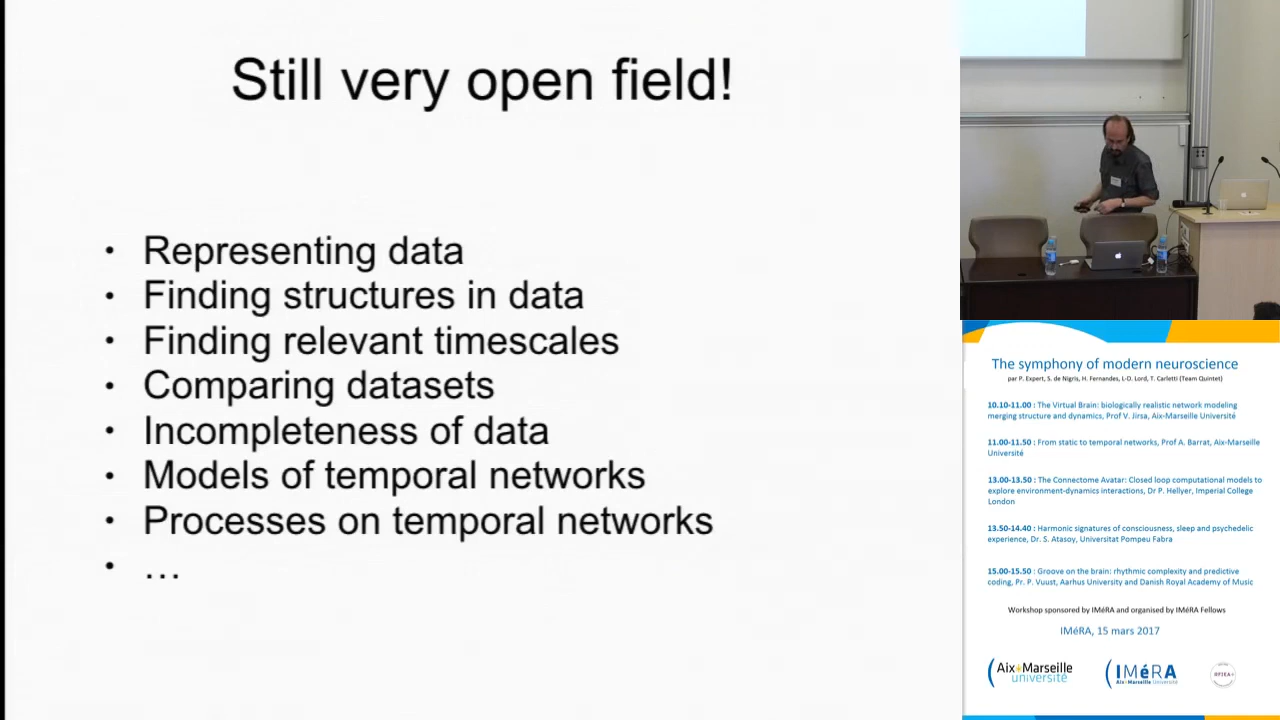 Still very open field!
• Representing data
• Finding structures in data
• Finding relevant timescales
• Comparing datasets
• Incompleteness of data
• Models of temporal networks
• Processes on temporal networks
• …
The symphony of modern neuroscience
par P. Expert, S. de Nigris, H. Fernandes, L-D. Lord, T. Carletti (Team Quintet)
10.10-11.00 : The Virtual Brain: biologically realistic network modeling
merging structure and dynamics, Prof V. Jirsa, Aix-Marseille Université
11.00-11.50 : From static to temporal networks, Prof A. Barrat, Aix-Marseille
Université
13.00-13.50 : The Connectome Avatar: Closed loop computational models to
explore environment-dynamics interactions, Dr P. Hellyer, Imperial College
London
13.50-14.40 : Harmonic signatures of consciousness, sleep and psychedelic
experience, Dr. S. Atasoy, Universitat Pompeu Fabra
15.00-15.50 : Groove on the brain: rhythmic complexity and predictive
coding, Pr. P. Vuust, Aarhus University and Danish Royal Academy of Music
Workshop sponsored by IMéRA and organised by IMéRA Fellows
IMéRA, 15 mars 2017
Aix✶Marseille
université
IMéRA
Aix·Marseille Université